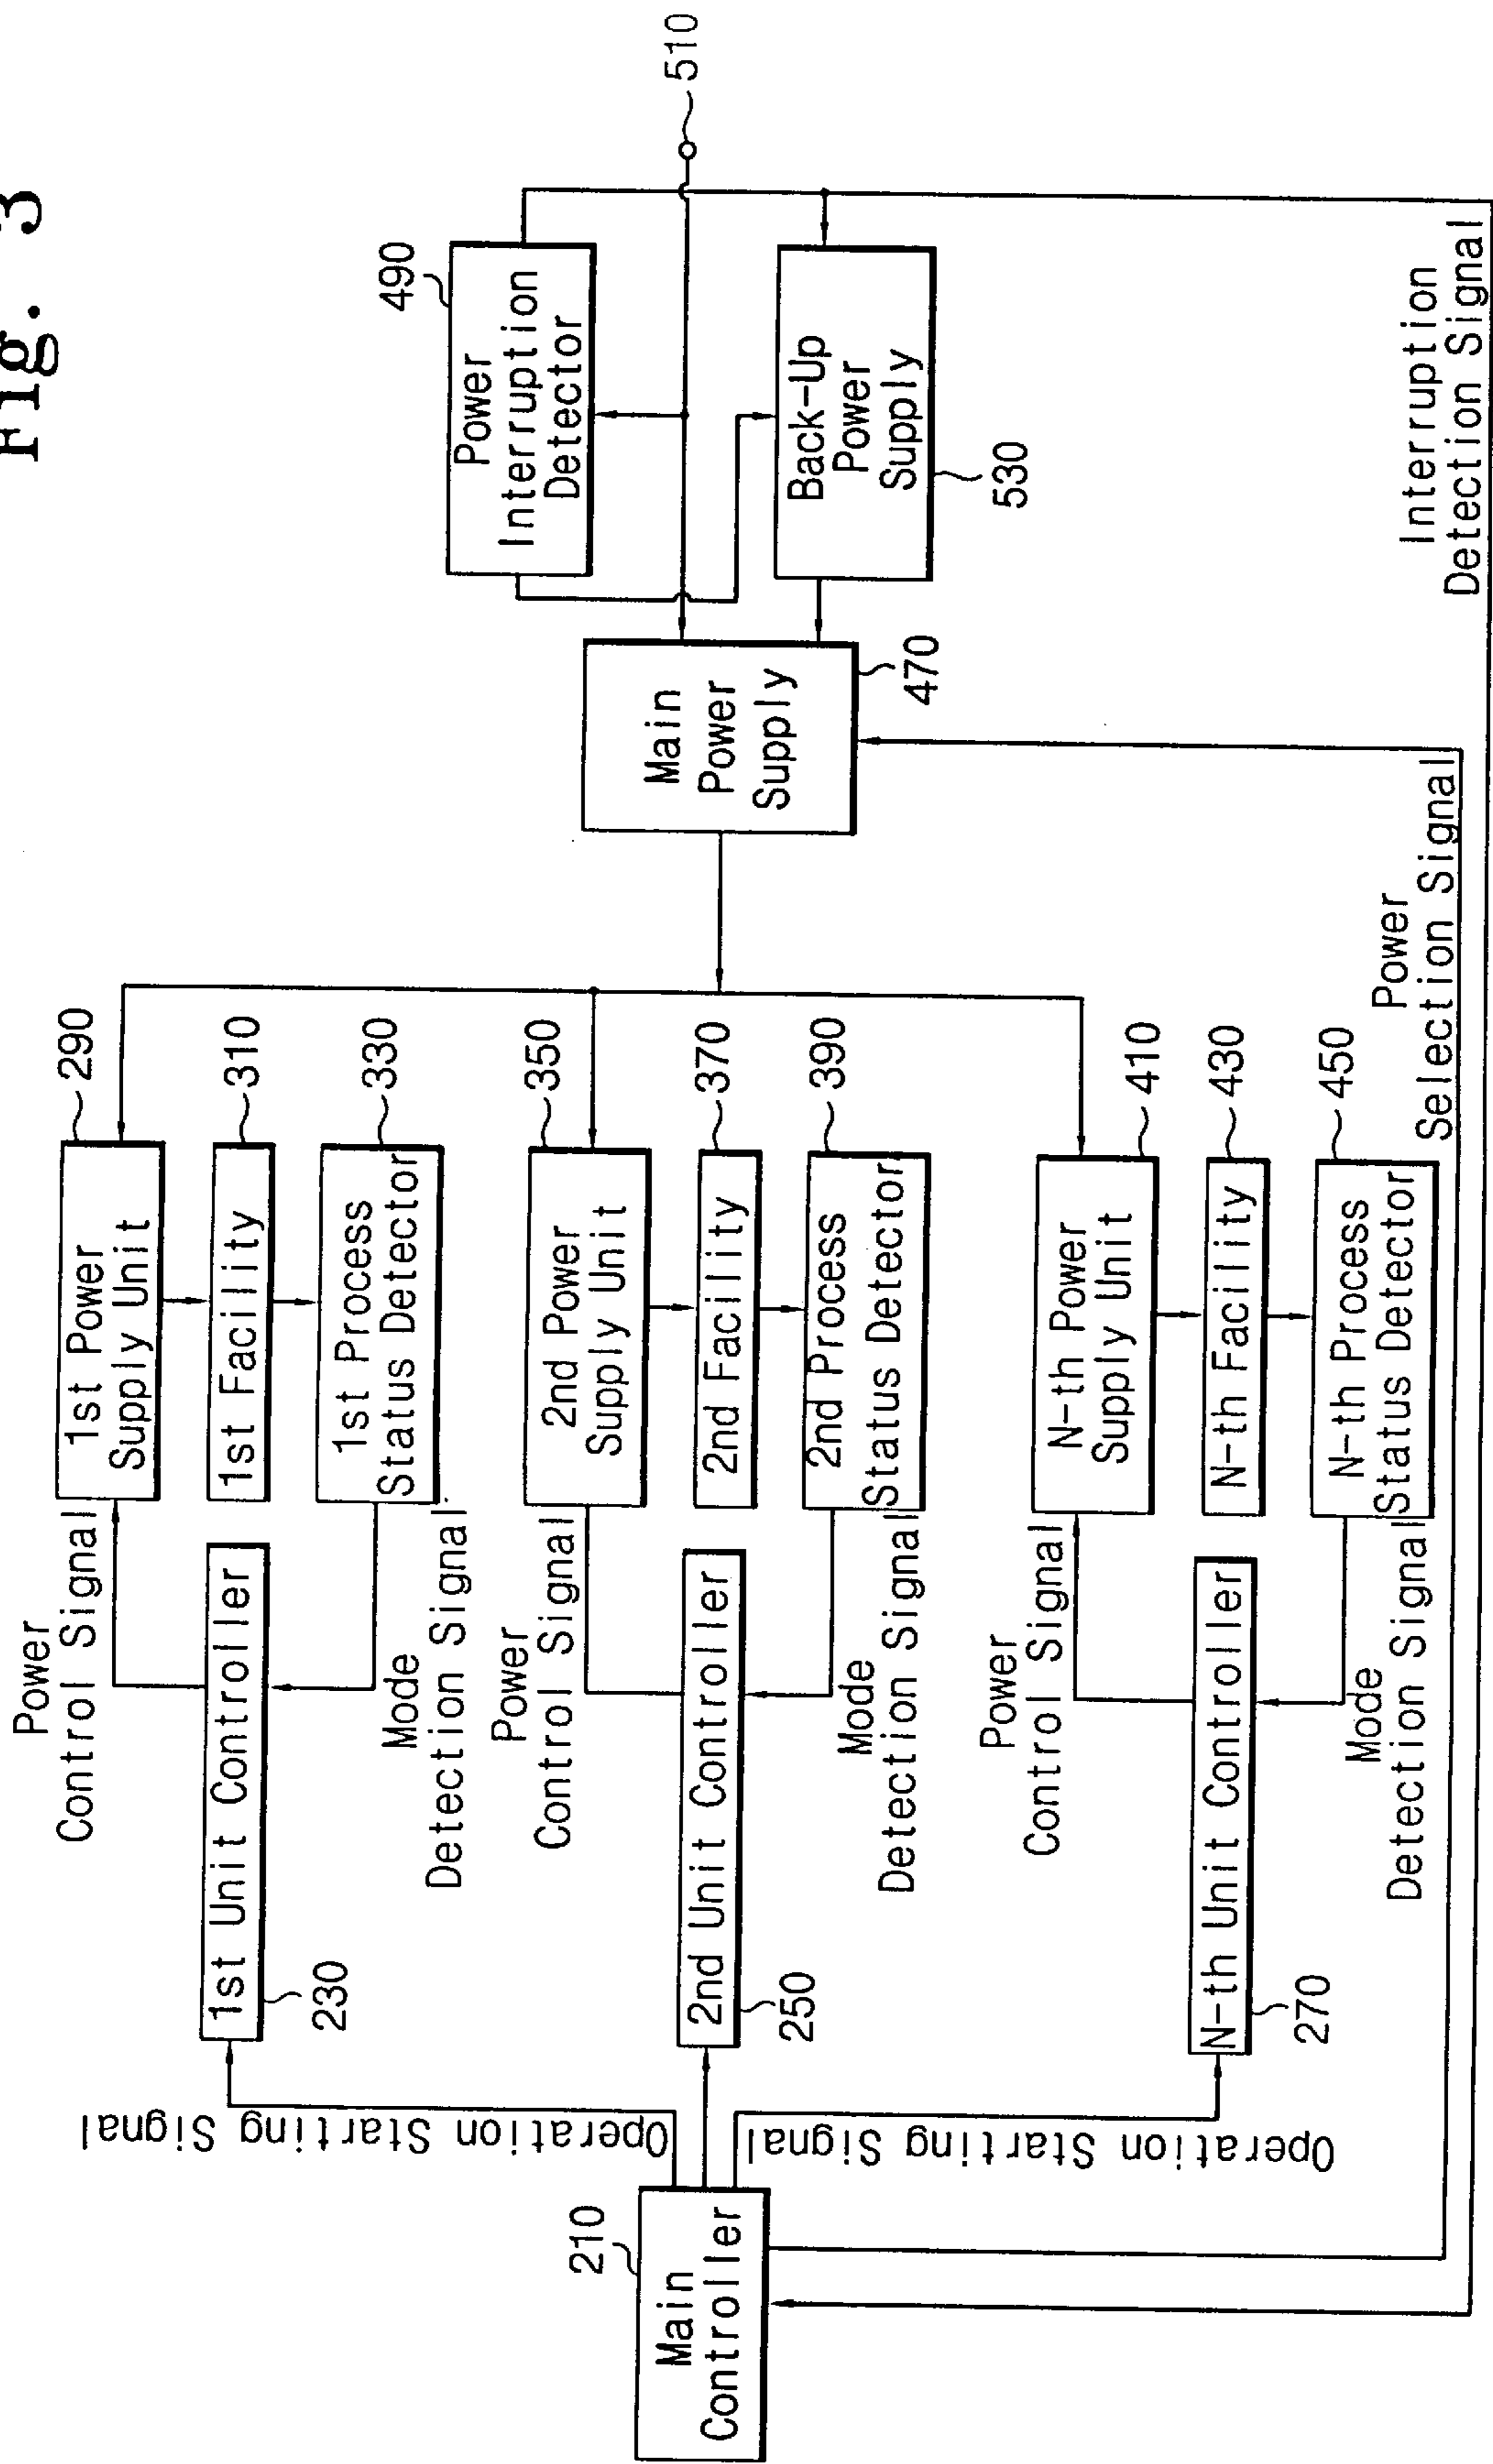 Fig. 3
510
490
Power
Interruption
Detector
Back-Up
Power
Supply
530
Main
Power
Supply
470
Interruption
Detection Signal
Power
Selection Signal
290
1st Power
Supply Unit
310
1st Facility
330
1st Process
Status Detector
350
2nd Power
Supply Unit
370
2nd Facility
390
2nd Process
Status Detector
410
N-th Power
Supply Unit
430
N-th Facility
450
N-th Process
Status Detector
Power
Control Signal
1st Unit Controller
230
Mode
Detection Signal
Power
Control Signal
2nd Unit Controller
250
Mode
Detection Signal
Power
Control Signal
N-th Unit Controller
270
Mode
Detection Signal
Operation Starting Signal
Operation Starting Signal
210
Main
Controller